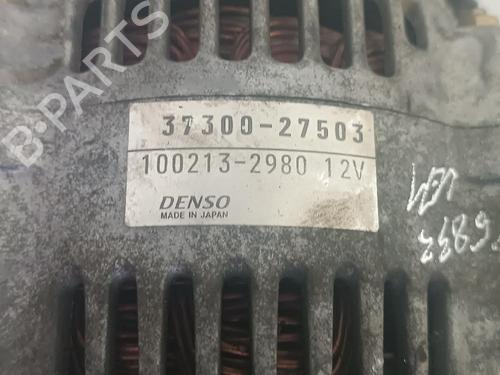 B-PARTS
37300-27503
100213-2980 12V
DENSO
MADE IN JAPAN